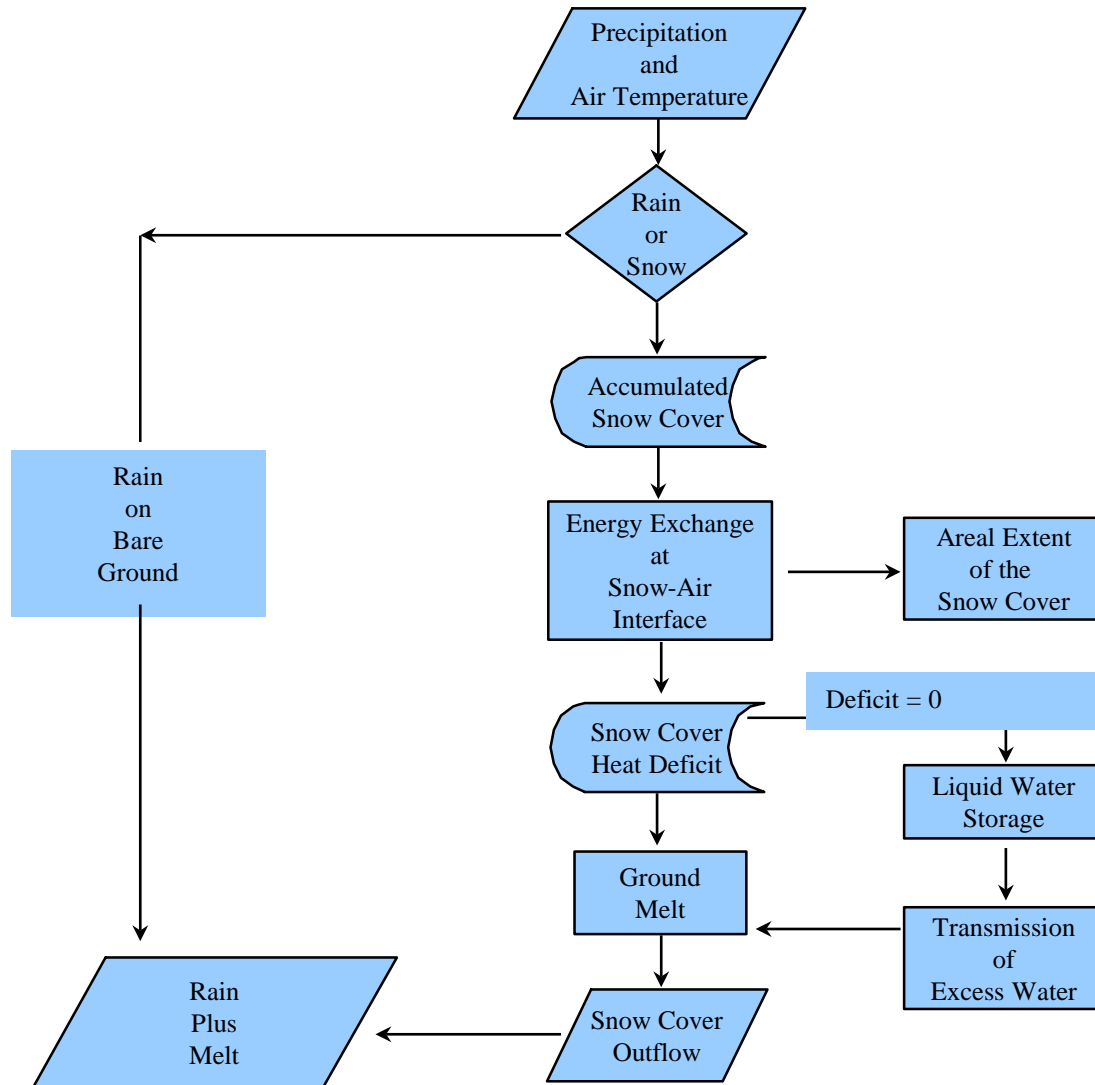 Precipitation
and
Air Temperature
Rain
or
Snow
Accumulated
Snow Cover
Rain
on
Bare
Ground
Energy Exchange
at
Snow-Air
Interface
Areal Extent
of the
Snow Cover
Deficit = 0
Snow Cover
Heat Deficit
Liquid Water
Storage
Ground
Melt
Transmission
of
Excess Water
Rain
Plus
Melt
Snow Cover
Outflow